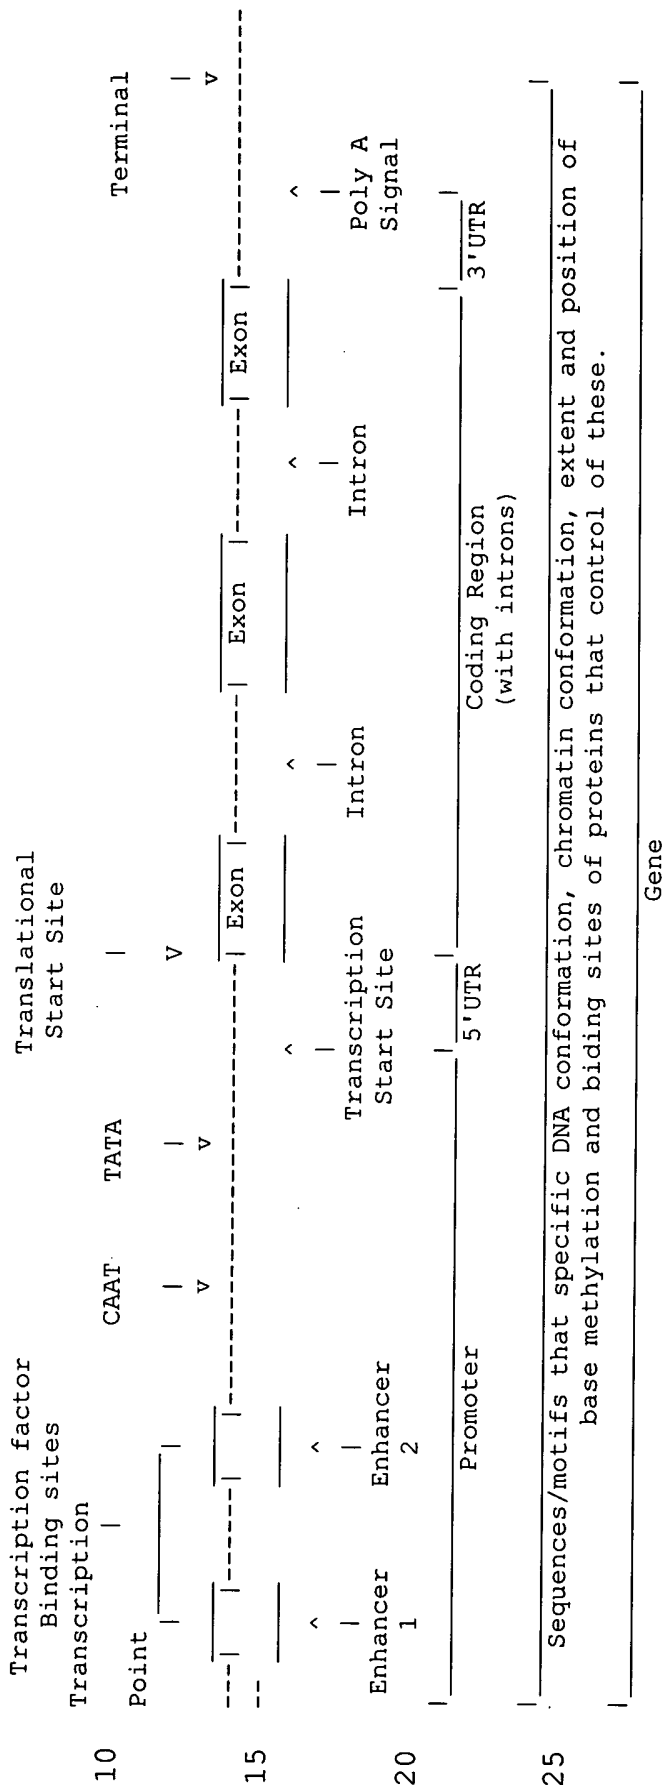 Transcription factor
Binding sites
Translational
Start Site
10
Transcription
CAAT
TATA
Terminal
Point
15
Exon
Exon
Exon
Enhancer
1
Enhancer
2
Transcription
Start Site
Intron
Intron
Poly A
Signal
20
Promoter
5'UTR
Coding Region
(with introns)
3'UTR
25
Sequences/motifs that specific DNA conformation, chromatin conformation, extent and position of
base methylation and biding sites of proteins that control of these.
Gene